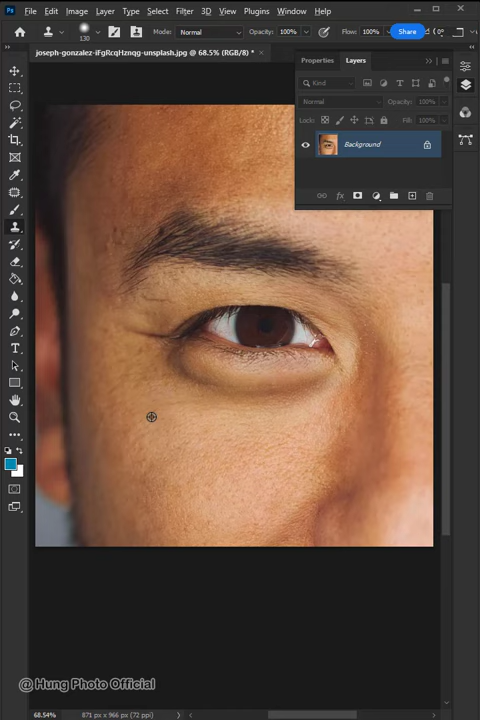 Ps File Edit Image Layer Type Select Filter 3D View Plugins Window Help
130 Mode: Normal Opacity: 100% Flow: 100% Share 0°
joseph-gonzalez-iFgRcqHznqg-unsplash.jpg @ 68.5% (RGB/8) * ×
Properties Layers
Kind
Normal Opacity: 100%
Lock: Fill: 100%
Background
T
@ Hung Photo Official
68.54% 871 px x 966 px (72 ppi)